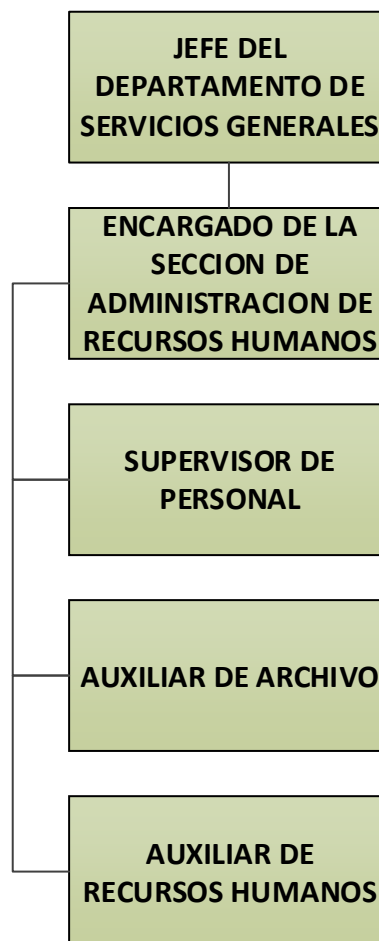 JEFE DEL
DEPARTAMENTO DE
SERVICIOS GENERALES
ENCARGADO DE LA
SECCION DE
ADMINISTRACION DE
RECURSOS HUMANOS
SUPERVISOR DE
PERSONAL
AUXILIAR DE ARCHIVO
AUXILIAR DE
RECURSOS HUMANOS